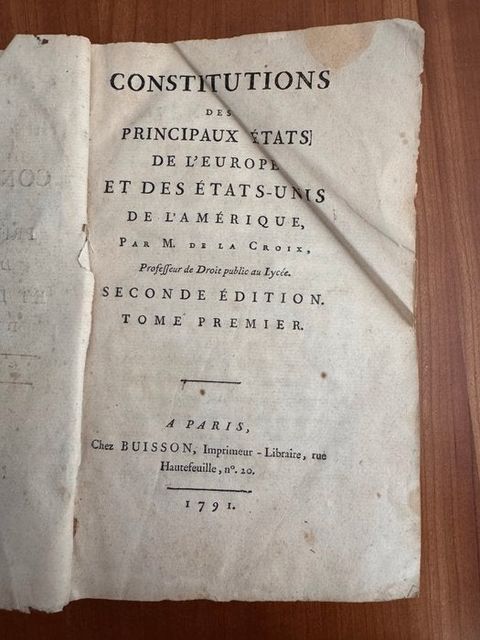 CONSTITUTIONS
DES
PRINCIPAUX ÉTATS
DE L'EUROPE
ET DES ÉTATS-UNIS
DE L'AMÉRIQUE,
PAR M. DE LA CROIX,
Professeur de Droit public au Lycée.
SECONDE ÉDITION.
TOME PREMIER.
A PARIS,
Chez BUISSON, Imprimeur-Libraire, rue
Hautefeuille, nº. 20.
1791.